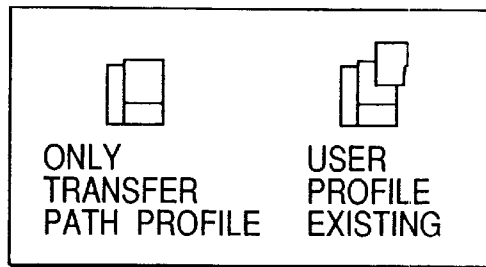 ONLY
TRANSFER
PATH PROFILE
USER
PROFILE
EXISTING